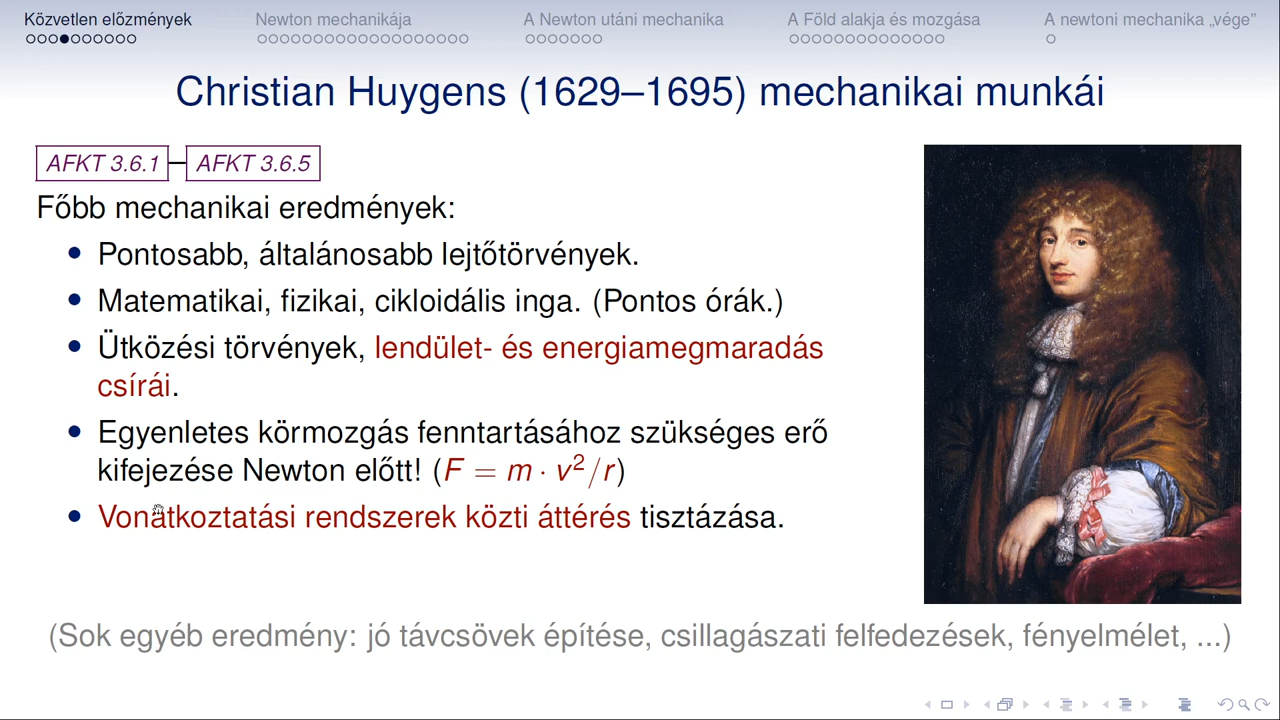 Közvetlen előzmények
Newton mechanikája
A Newton utáni mechanika
A Föld alakja és mozgása
A newtoni mechanika „vége”
Christian Huygens (1629–1695) mechanikai munkái
AFKT 3.6.1 – AFKT 3.6.5
Főbb mechanikai eredmények:
• Pontosabb, általánosabb lejtőtörvények.
• Matematikai, fizikai, cikloidális inga. (Pontos órák.)
• Ütközési törvények, lendület- és energiamegmaradás
csírái.
• Egyenletes körmozgás fenntartásához szükséges erő
kifejezése Newton előtt! (F = m · v²/r)
• Vonatkoztatási rendszerek közti áttérés tisztázása.
(Sok egyéb eredmény: jó távcsövek építése, csillagászati felfedezések, fényelmélet, ...)